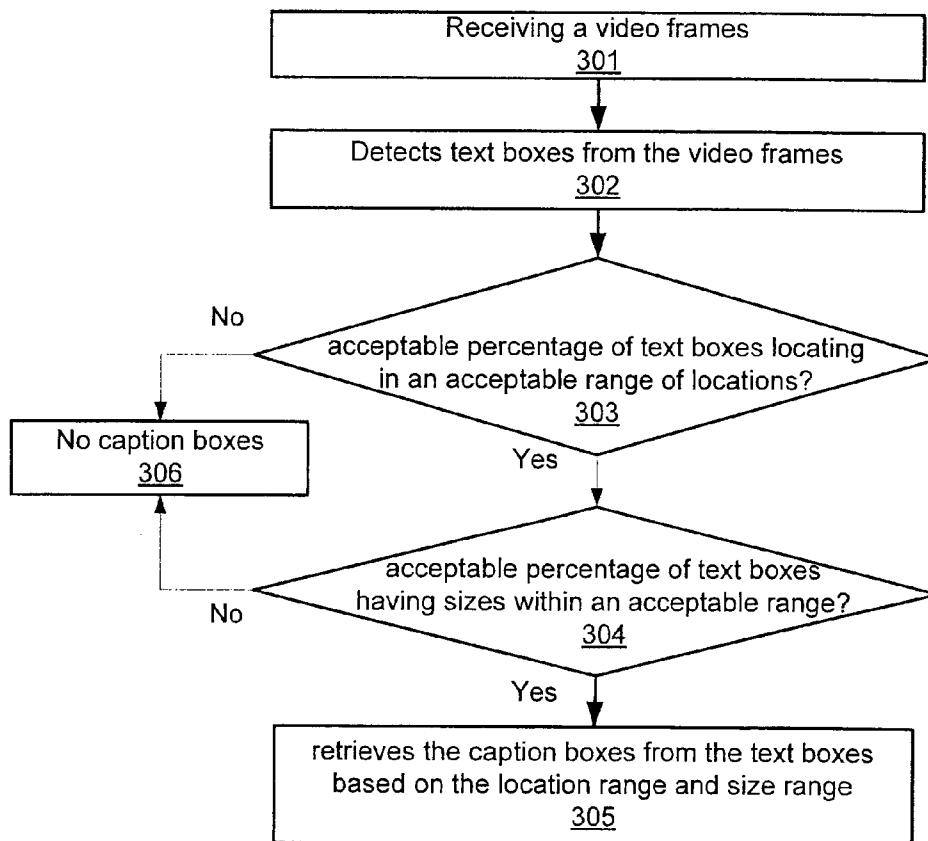 Receiving a video frames
301
Detects text boxes from the video frames
302
No
acceptable percentage of text boxes locating
in an acceptable range of locations?
303
No caption boxes
306
Yes
acceptable percentage of text boxes
having sizes within an acceptable range?
304
No
Yes
retrieves the caption boxes from the text boxes
based on the location range and size range
305